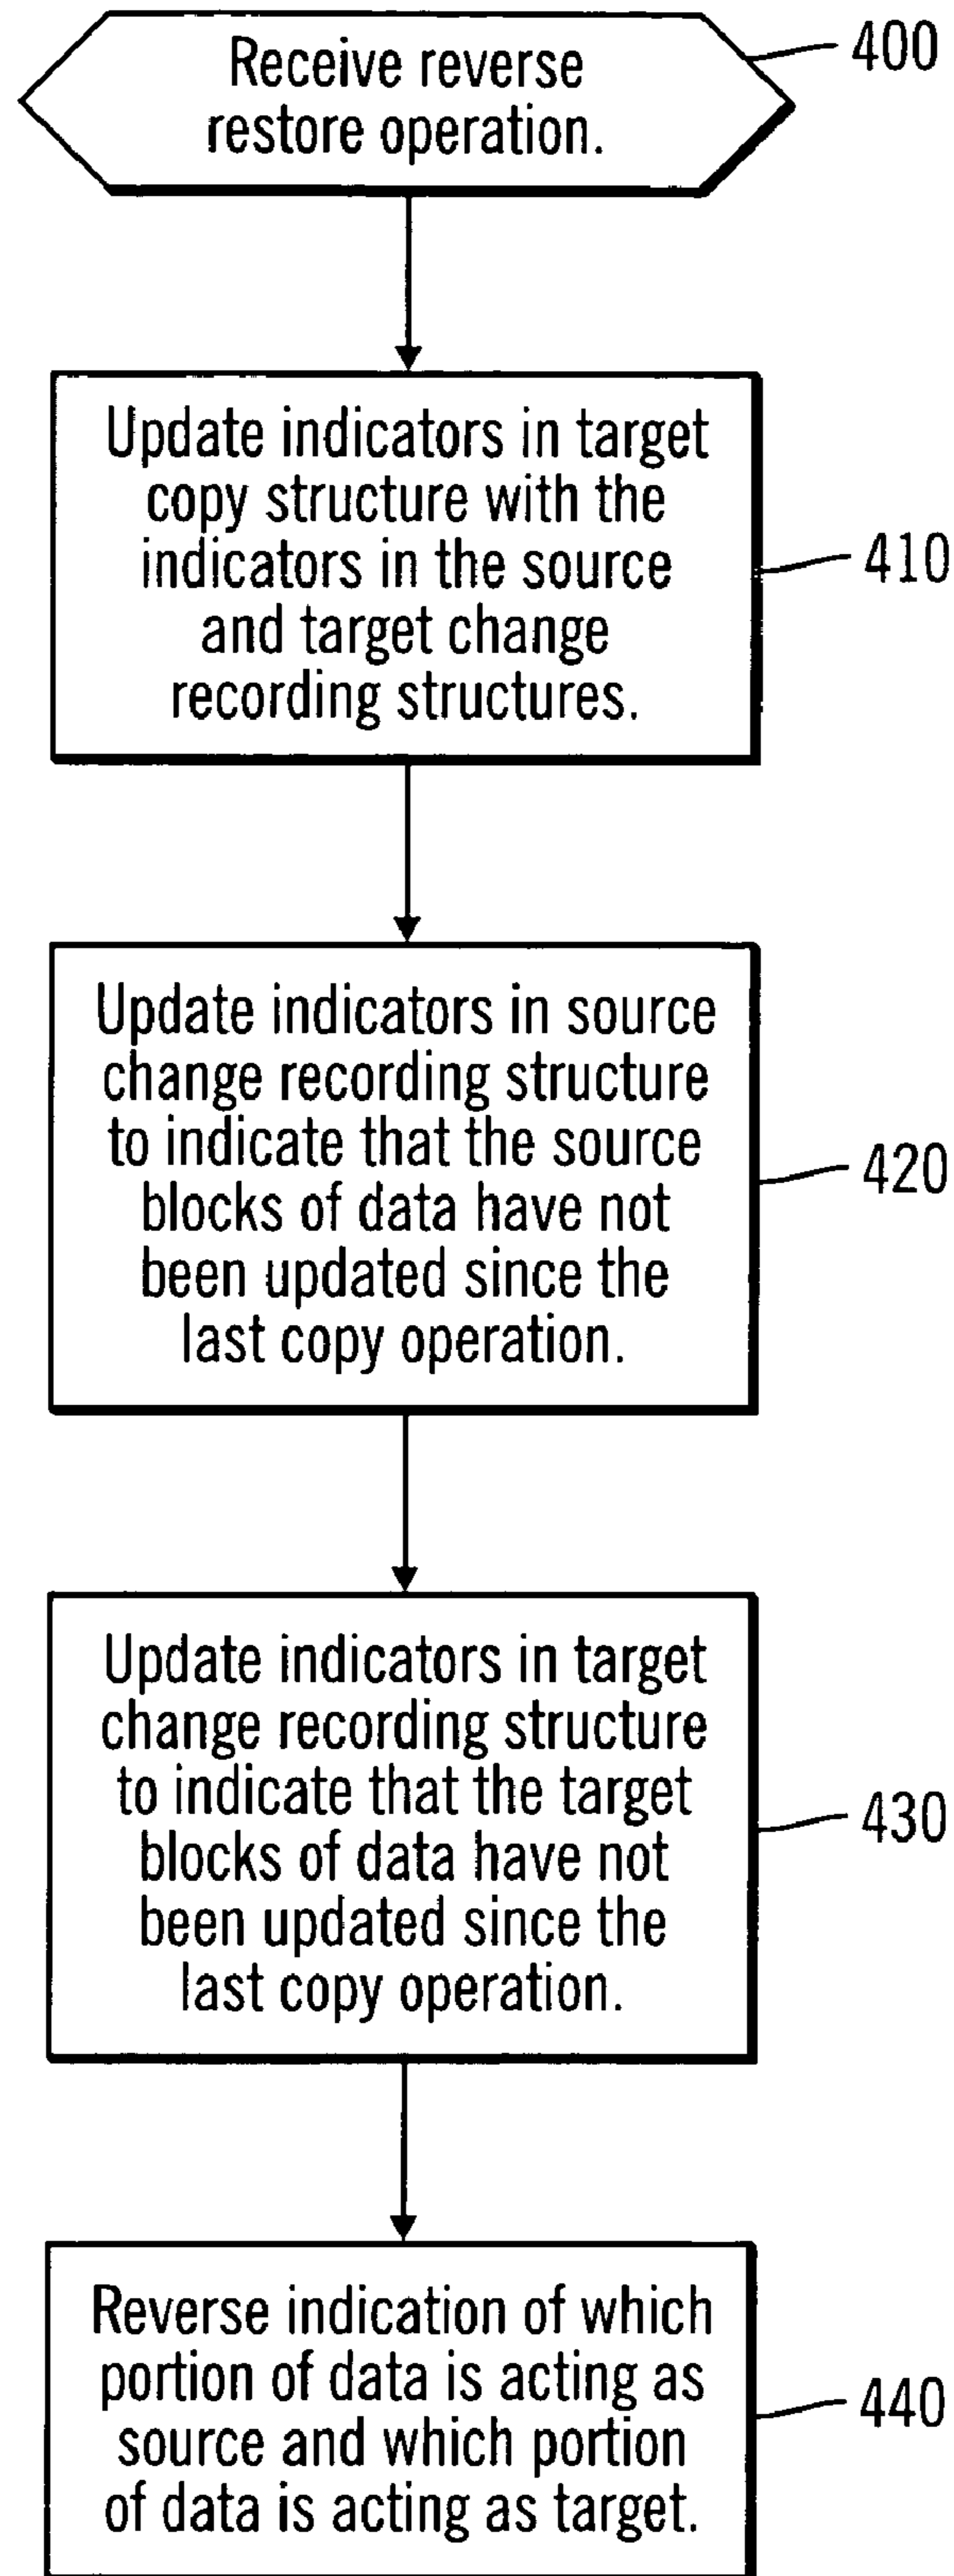 Receive reverse
restore operation.
400
Update indicators in target
copy structure with the
indicators in the source
and target change
recording structures.
410
Update indicators in source
change recording structure
to indicate that the source
blocks of data have not
been updated since the
last copy operation.
420
Update indicators in target
change recording structure
to indicate that the target
blocks of data have not
been updated since the
last copy operation.
430
Reverse indication of which
portion of data is acting as
source and which portion
of data is acting as target.
440